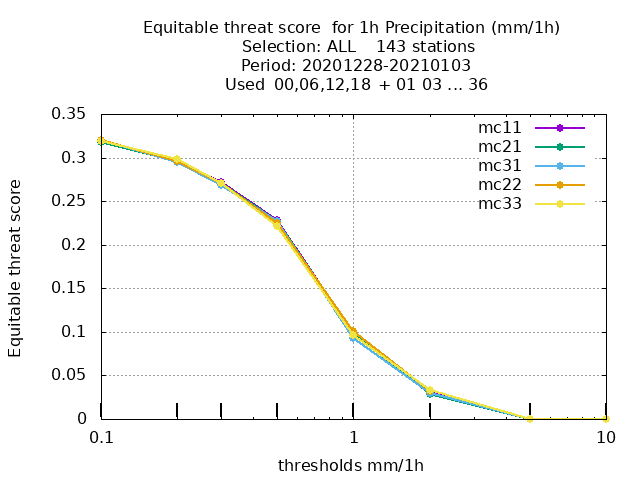 Equitable threat score  for 1h Precipitation (mm/1h)
Selection: ALL    143 stations
Period: 20201228-20210103
Used  00,06,12,18 + 01 03 ... 36
mc11
mc21
mc31
mc22
mc33
Equitable threat score
0.35
0.3
0.25
0.2
0.15
0.1
0.05
0
0.1
1
10
thresholds mm/1h